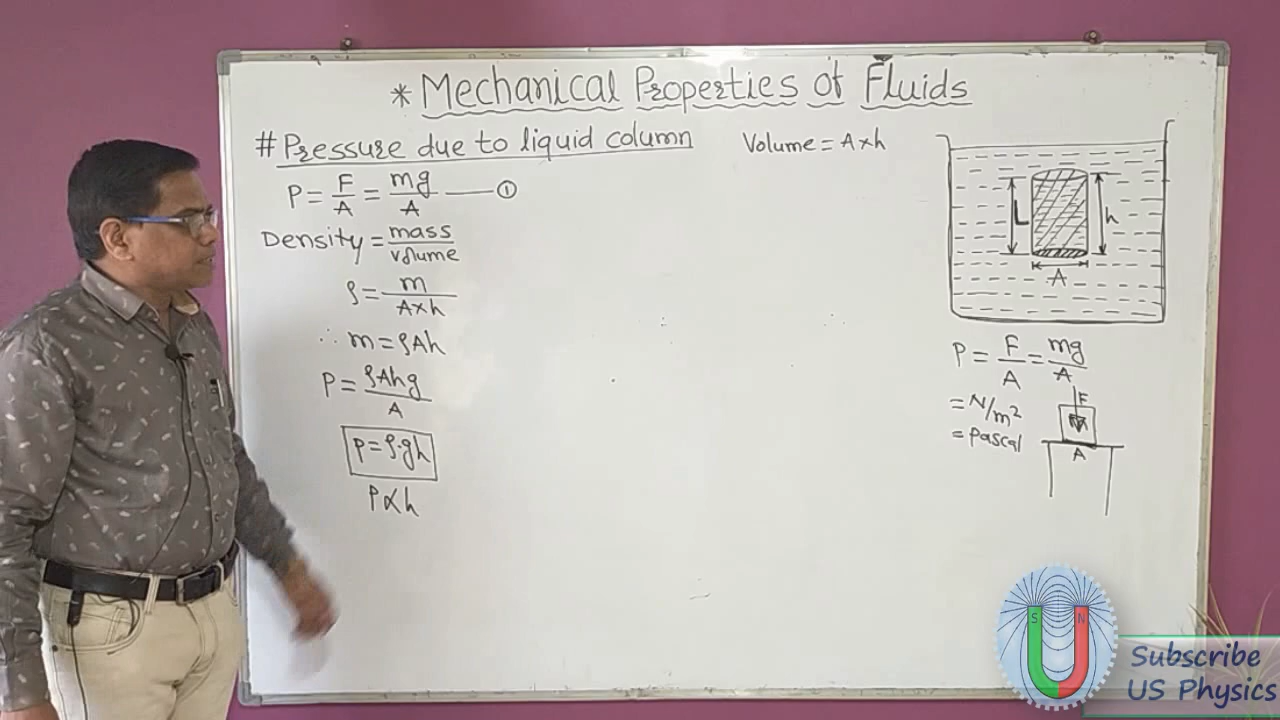 * Mechanical Properties of Fluids
# Pressure due to liquid column
P = F/A = mg/A —— ①
Density = mass/volume
ρ = m/A×h
∴ m = ρAh
P = ρAhg/A
P = ρ·gh
P ∝ h
Volume = A×h
L
h
A
P = F/A = mg/A
= N/m²
= Pascal
F
A
S N
Subscribe
US Physics